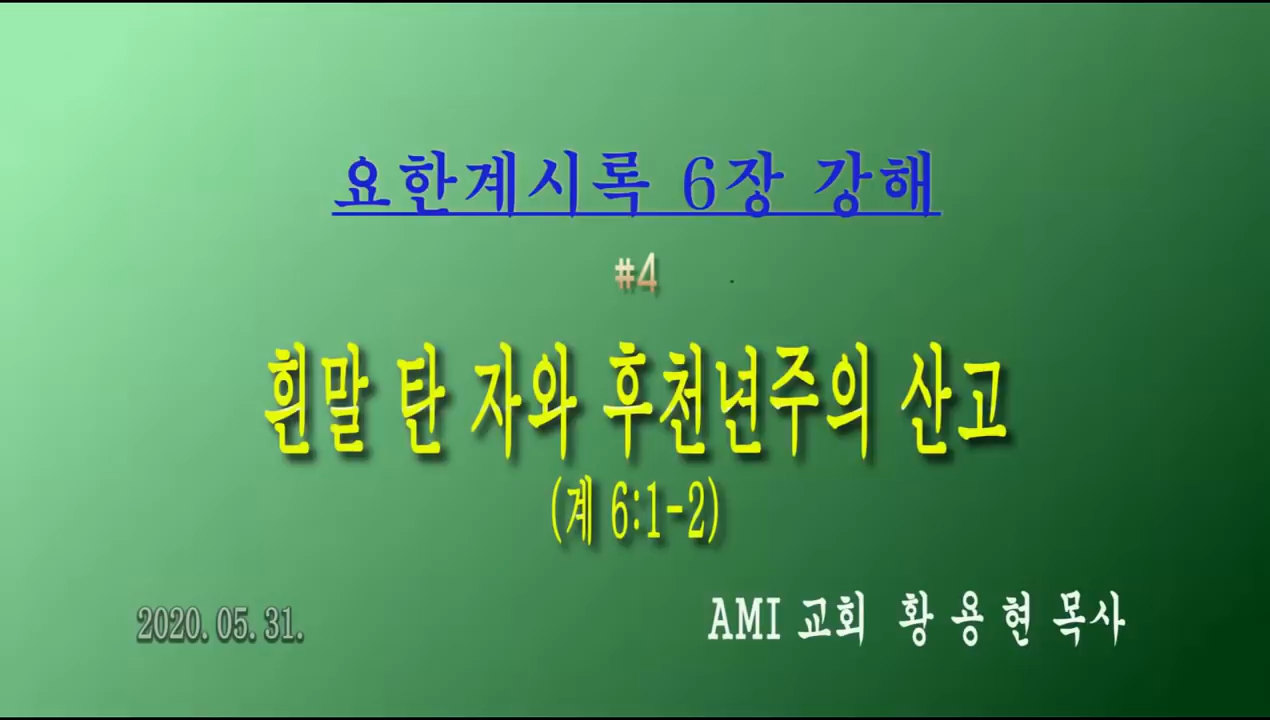 요한계시록 6장 강해
#4
흰말 탄 자와 후천년주의 산고
(계 6:1-2)
2020. 05. 31.
AMI 교회 황 용 현 목사